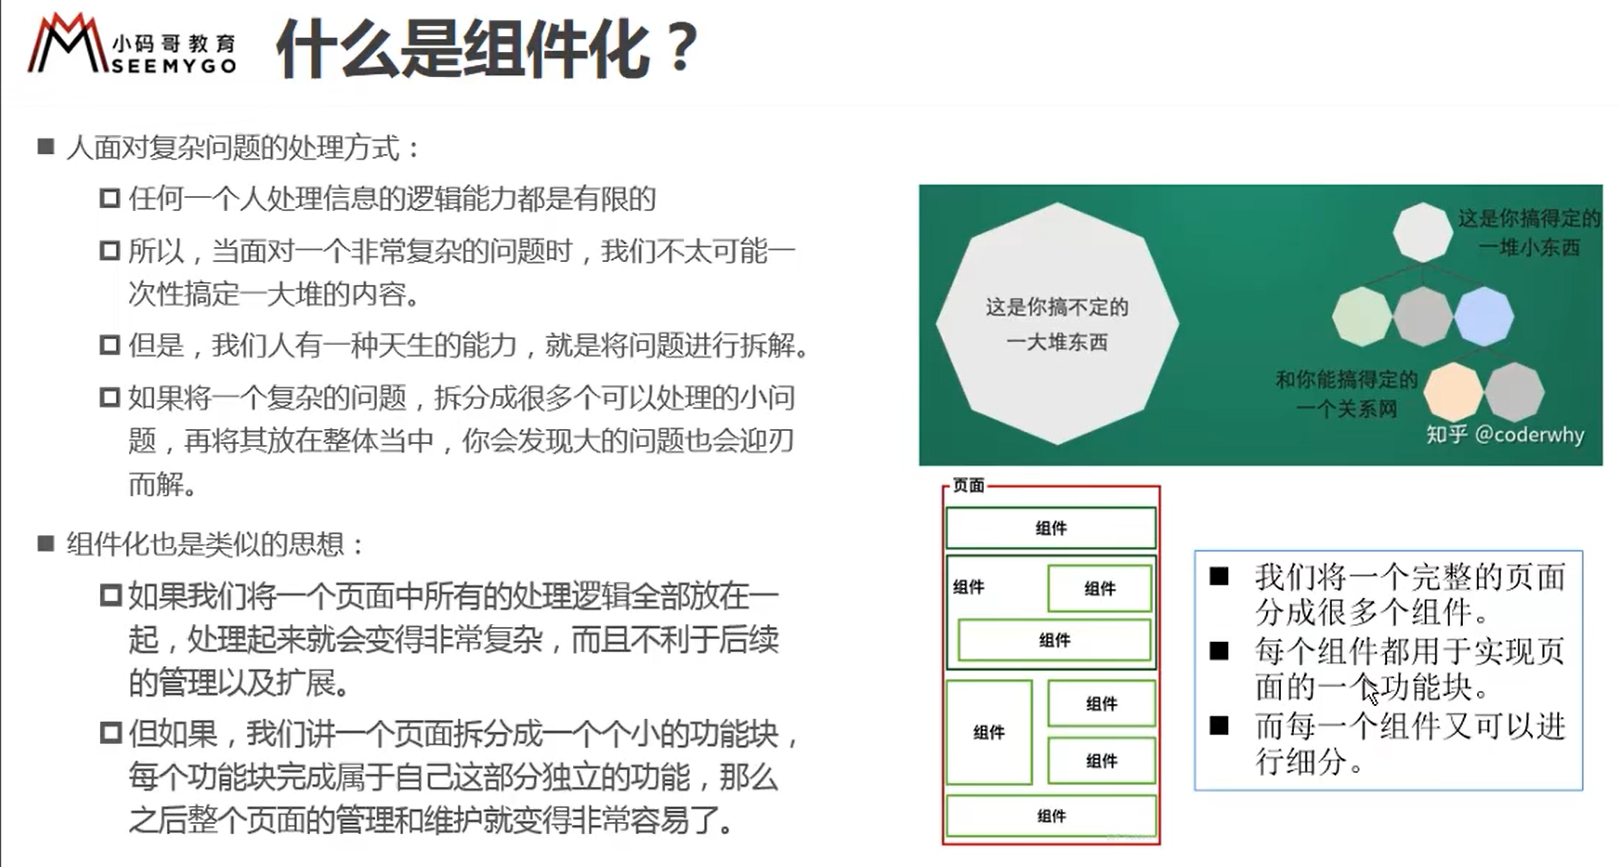 小码哥教育
SEEMYGO
什么是组件化？
人面对复杂问题的处理方式：
任何一个人处理信息的逻辑能力都是有限的
所以，当面对一个非常复杂的问题时，我们不太可能一
次性搞定一大堆的内容。
但是，我们人有一种天生的能力，就是将问题进行拆解。
如果将一个复杂的问题，拆分成很多个可以处理的小问
题，再将其放在整体当中，你会发现大的问题也会迎刃
而解。
组件化也是类似的思想：
如果我们将一个页面中所有的处理逻辑全部放在一
起，处理起来就会变得非常复杂，而且不利于后续
的管理以及扩展。
但如果，我们讲一个页面拆分成一个个小的功能块，
每个功能块完成属于自己这部分独立的功能，那么
之后整个页面的管理和维护就变得非常容易了。
这是你搞不定的
一大堆东西
这是你搞得定的
一堆小东西
和你能搞得定的
一个关系网
知乎 @coderwhy
页面
组件
组件
组件
组件
组件
组件
组件
组件
我们将一个完整的页面
分成很多个组件。
每个组件都用于实现页
面的一个功能块。
而每一个组件又可以进
行细分。